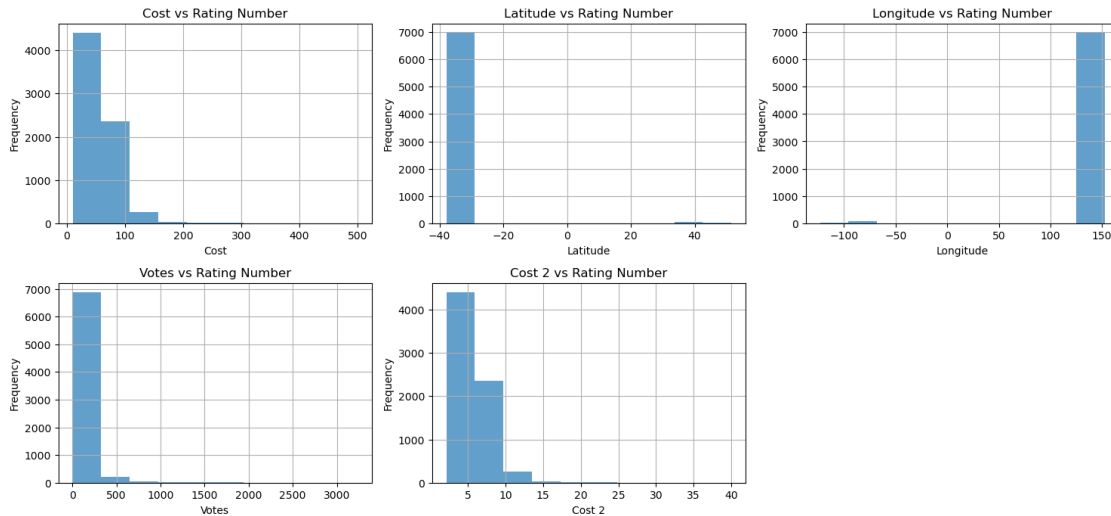 Cost vs Rating Number
Frequency
4000
3000
2000
1000
0
0 100 200 300 400 500
Cost
Latitude vs Rating Number
Frequency
7000
6000
5000
4000
3000
2000
1000
0
−40 −20 0 20 40
Latitude
Longitude vs Rating Number
Frequency
7000
6000
5000
4000
3000
2000
1000
0
−100 −50 0 50 100 150
Longitude
Votes vs Rating Number
Frequency
7000
6000
5000
4000
3000
2000
1000
0
0 500 1000 1500 2000 2500 3000
Votes
Cost 2 vs Rating Number
Frequency
4000
3000
2000
1000
0
5 10 15 20 25 30 35 40
Cost 2